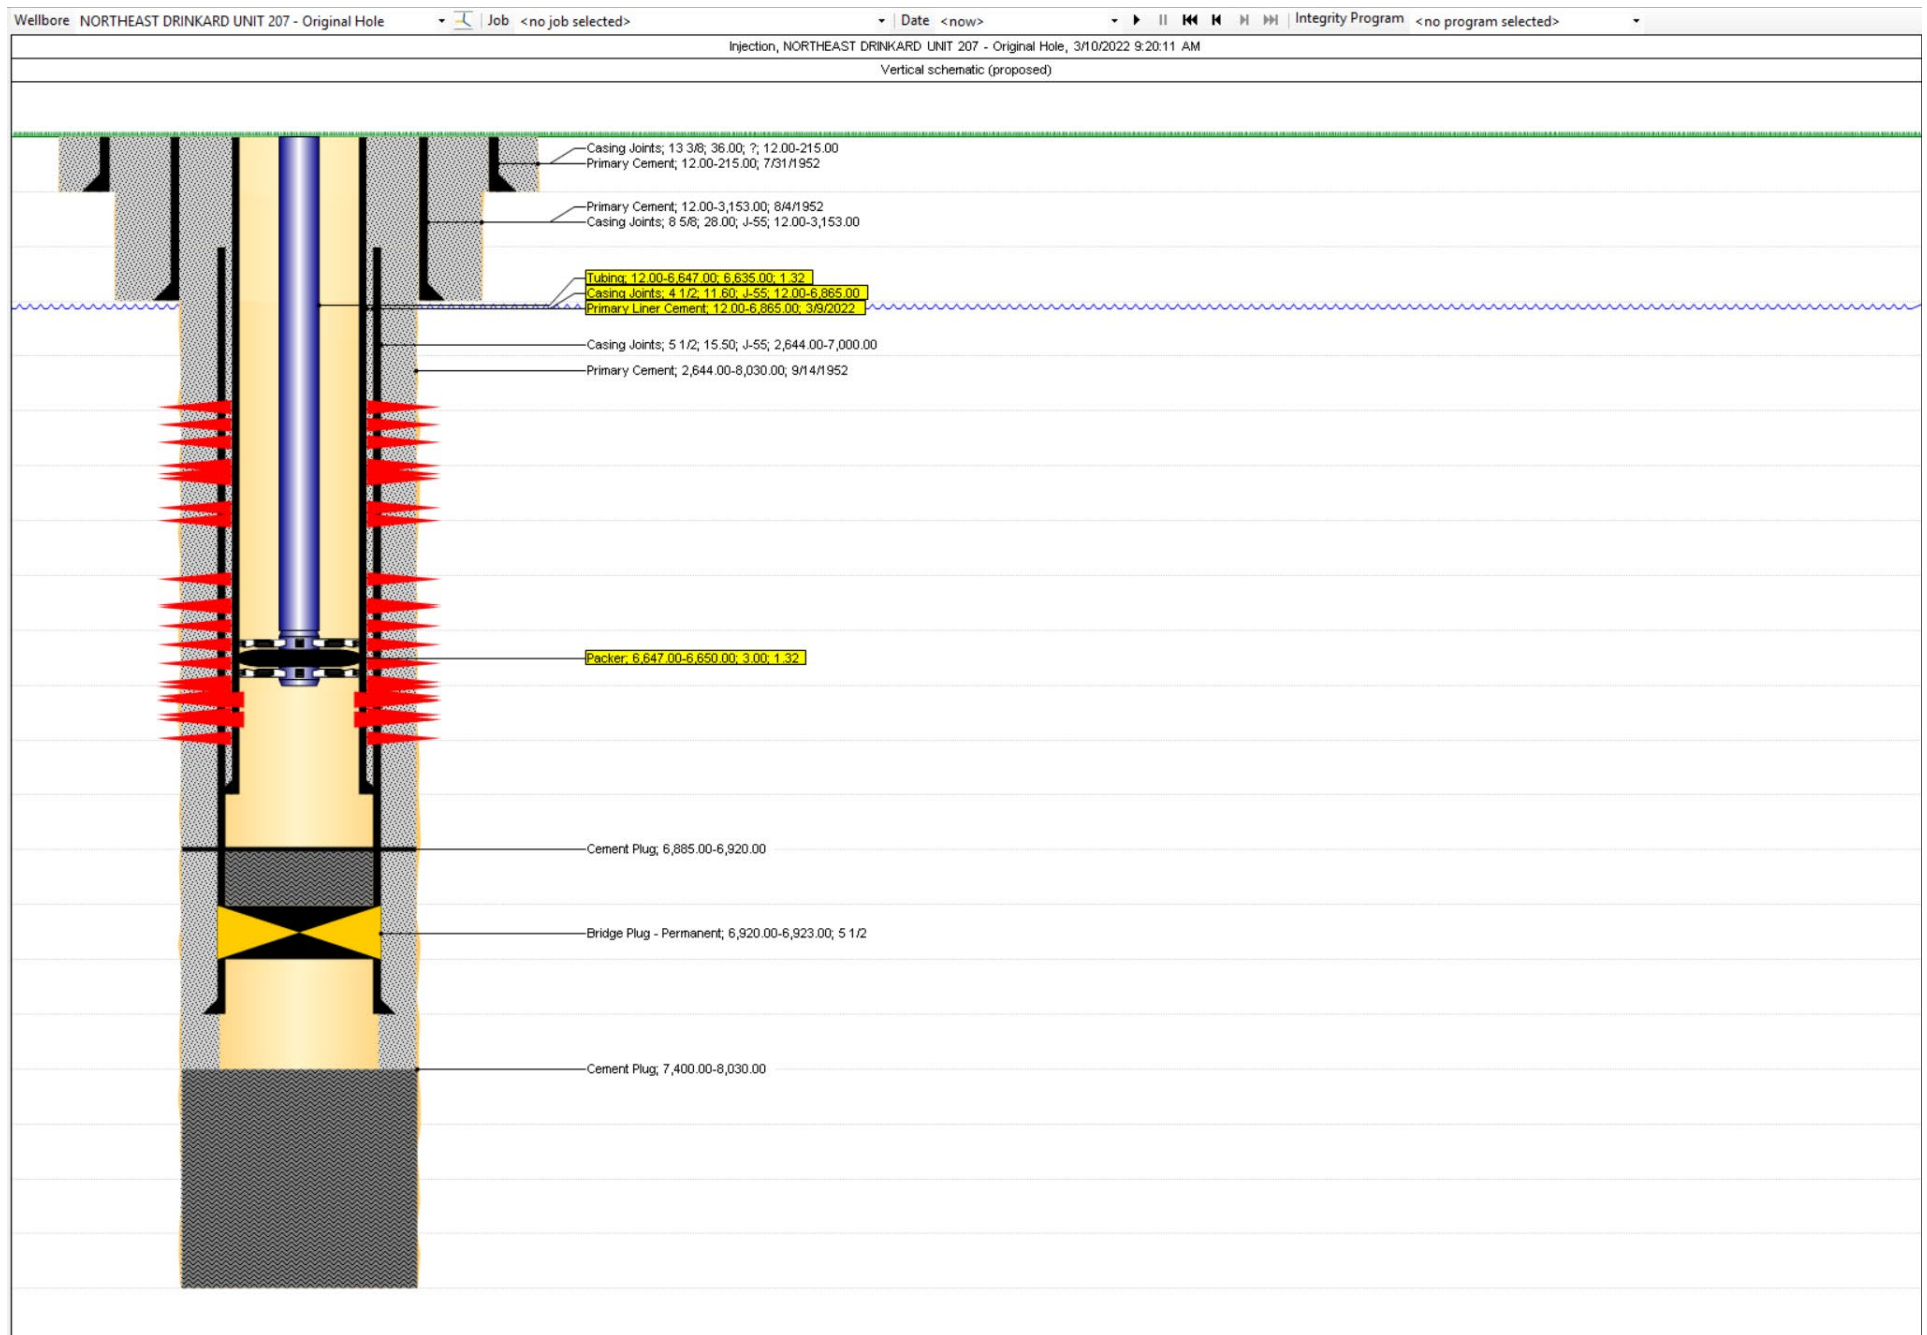 Wellbore NORTHEAST DRINKARD UNIT 207 - Original Hole Job <no job selected> Date <now> Integrity Program <no program selected>
Injection, NORTHEAST DRINKARD UNIT 207 - Original Hole, 3/10/2022 9:20:11 AM
Vertical schematic (proposed)
Casing Joints; 13 3/8; 36.00; ?; 12.00-215.00
Primary Cement; 12.00-215.00; 7/31/1952
Primary Cement; 12.00-3,153.00; 8/4/1952
Casing Joints; 8 5/8; 28.00; J-55; 12.00-3,153.00
Tubing; 12.00-6,647.00; 6,635.00; 1.32
Casing Joints; 4 1/2; 11.60; J-55; 12.00-6,865.00
Primary Liner Cement; 12.00-6,865.00; 3/9/2022
Casing Joints; 5 1/2; 15.50; J-55; 2,644.00-7,000.00
Primary Cement; 2,644.00-8,030.00; 9/14/1952
Packer; 6,647.00-6,650.00; 3.00; 1.32
Cement Plug; 6,885.00-6,920.00
Bridge Plug - Permanent; 6,920.00-6,923.00; 5 1/2
Cement Plug; 7,400.00-8,030.00